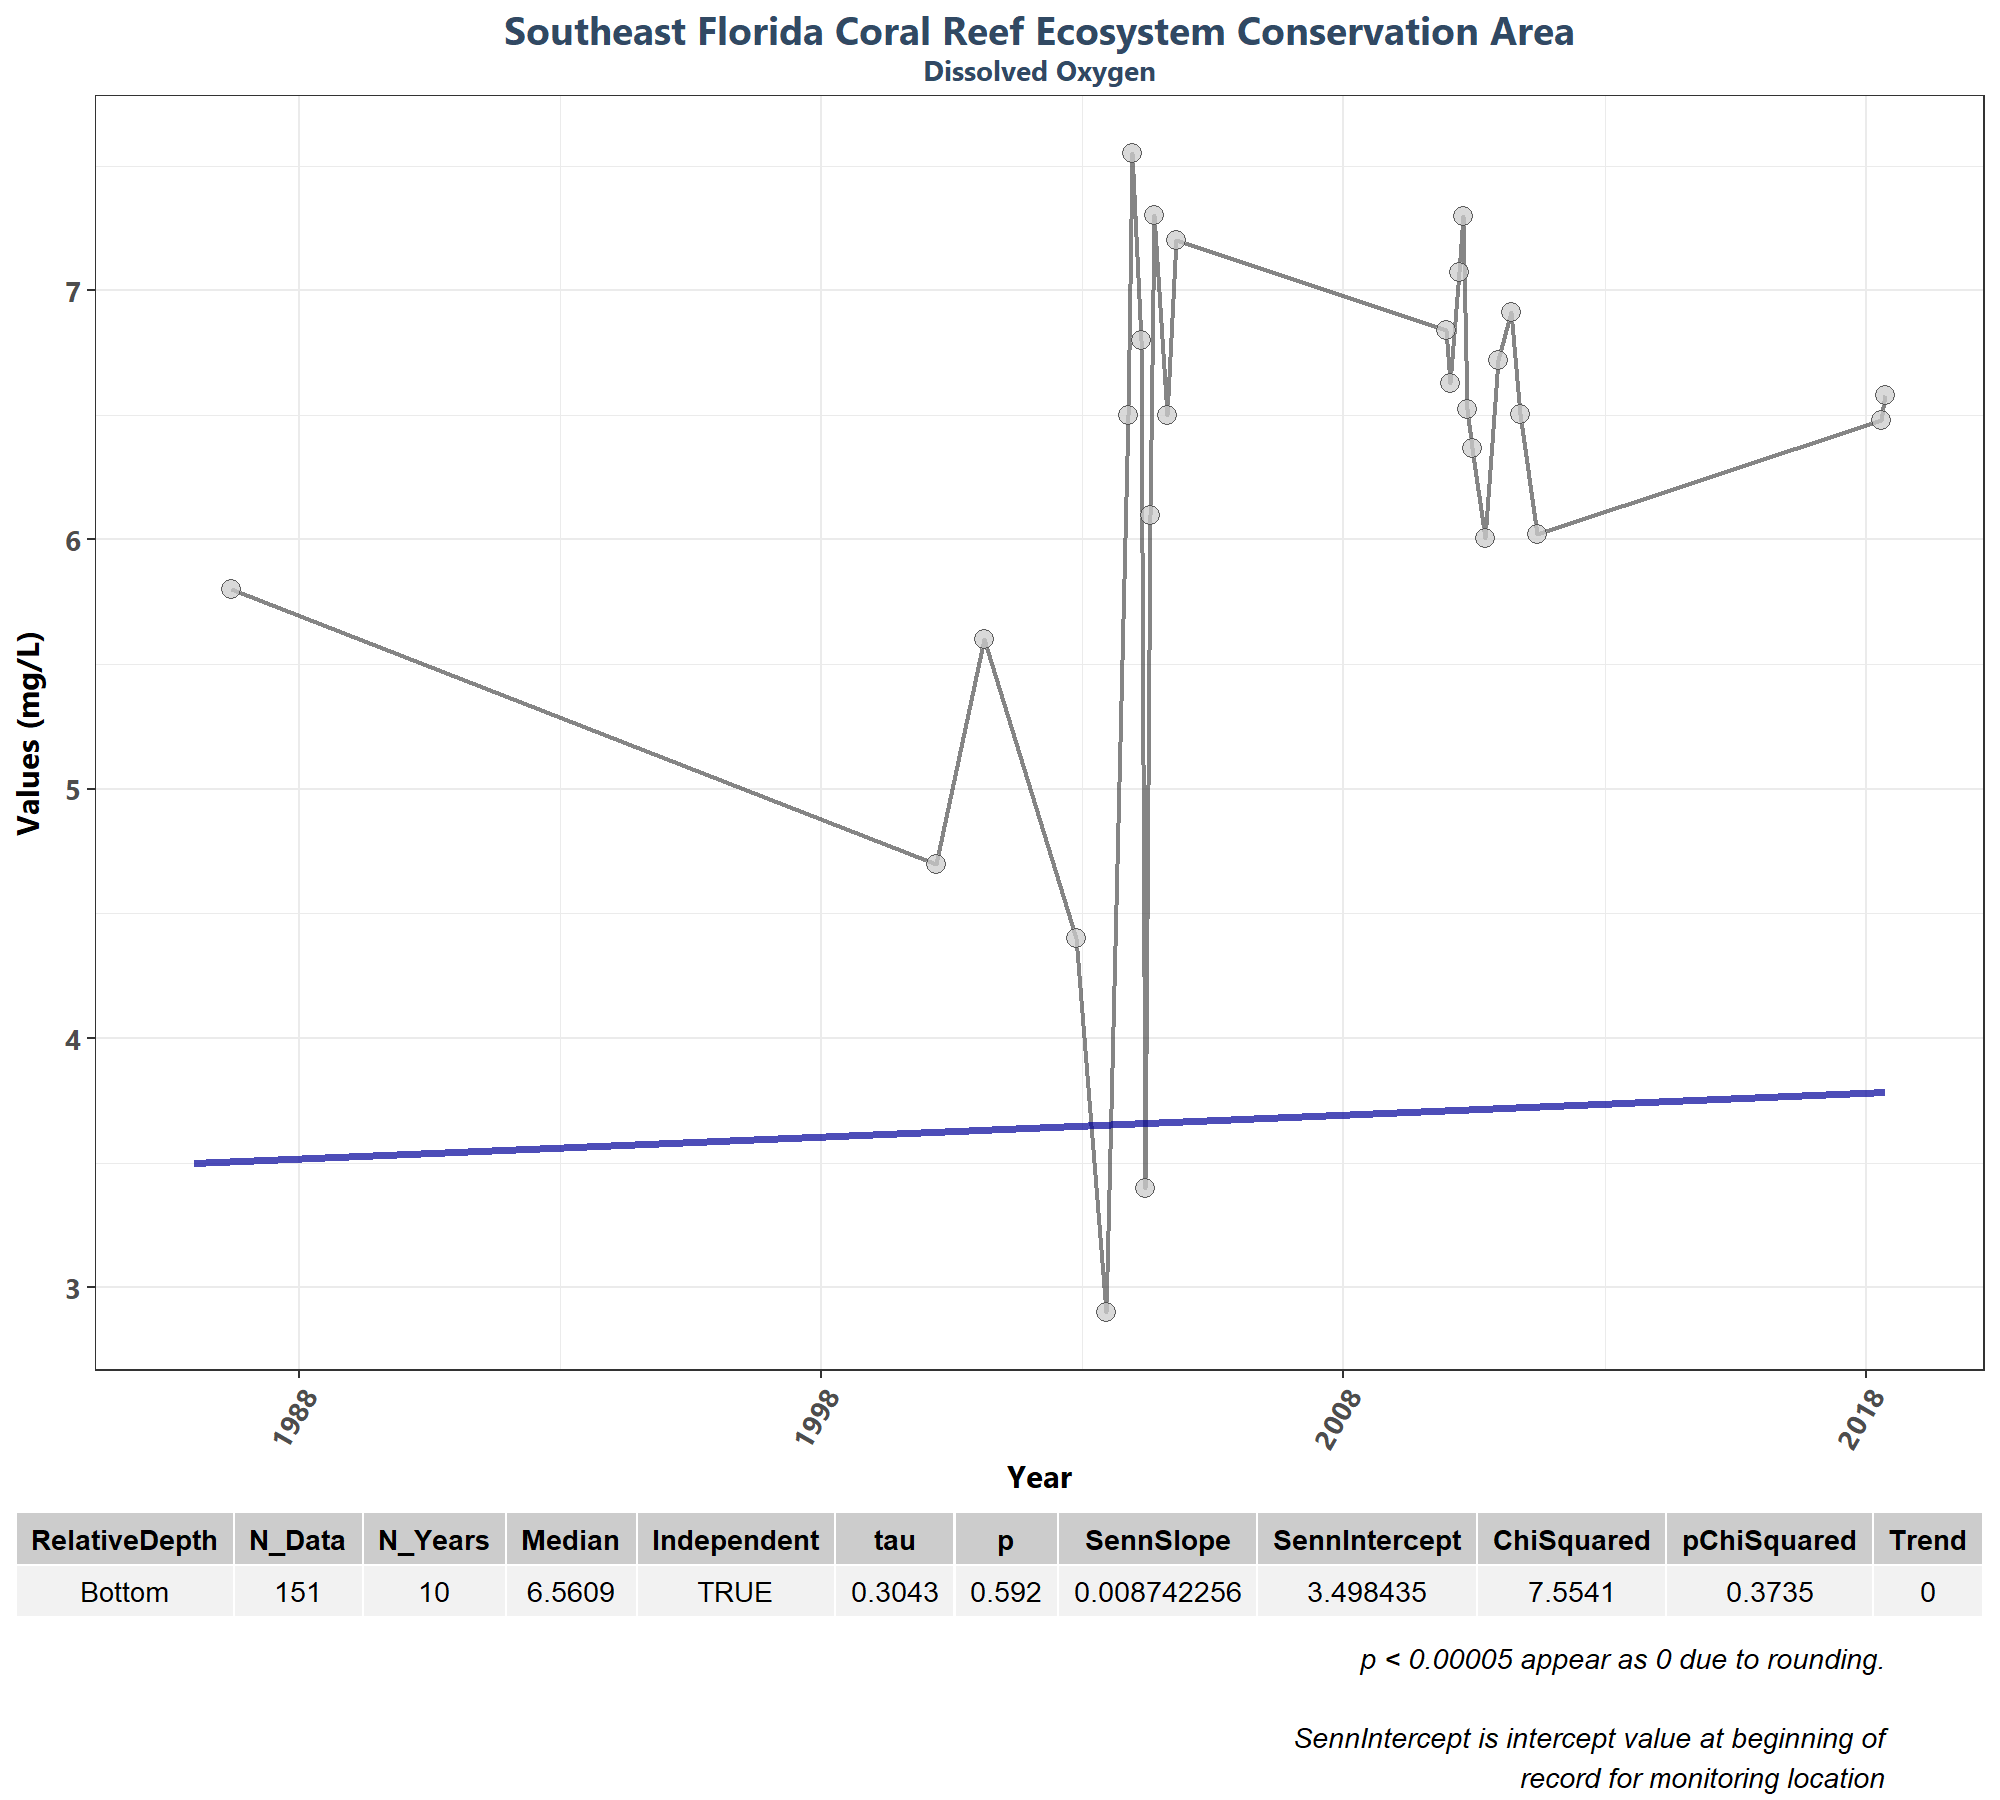 Southeast Florida Coral Reef Ecosystem Conservation Area
Dissolved Oxygen
Values (mg/L)
7
6
5
4
3
1988
1998
2008
2018
Year
RelativeDepth N_Data N_Years Median Independent tau p SennSlope SennIntercept ChiSquared pChiSquared Trend
Bottom 151 10 6.5609 TRUE 0.3043 0.592 0.008742256 3.498435 7.5541 0.3735 0
p < 0.00005 appear as 0 due to rounding.
SennIntercept is intercept value at beginning of
record for monitoring location